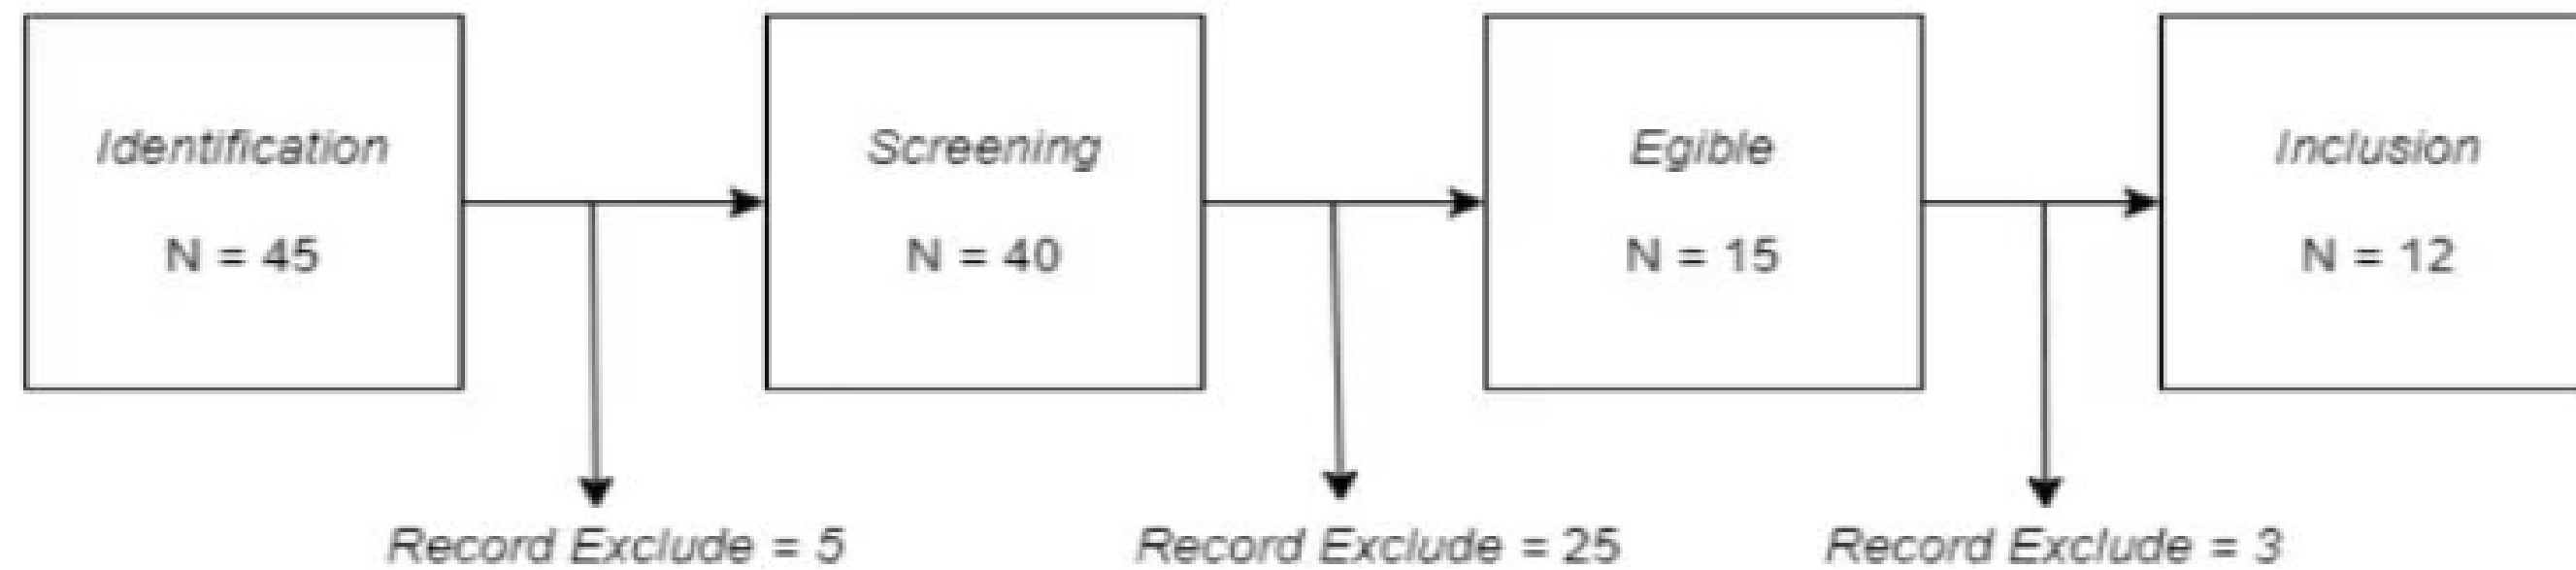 Identification
N = 45
Screening
N = 40
Egible
N = 15
Inclusion
N = 12
Record Exclude = 5
Record Exclude = 25
Record Exclude = 3